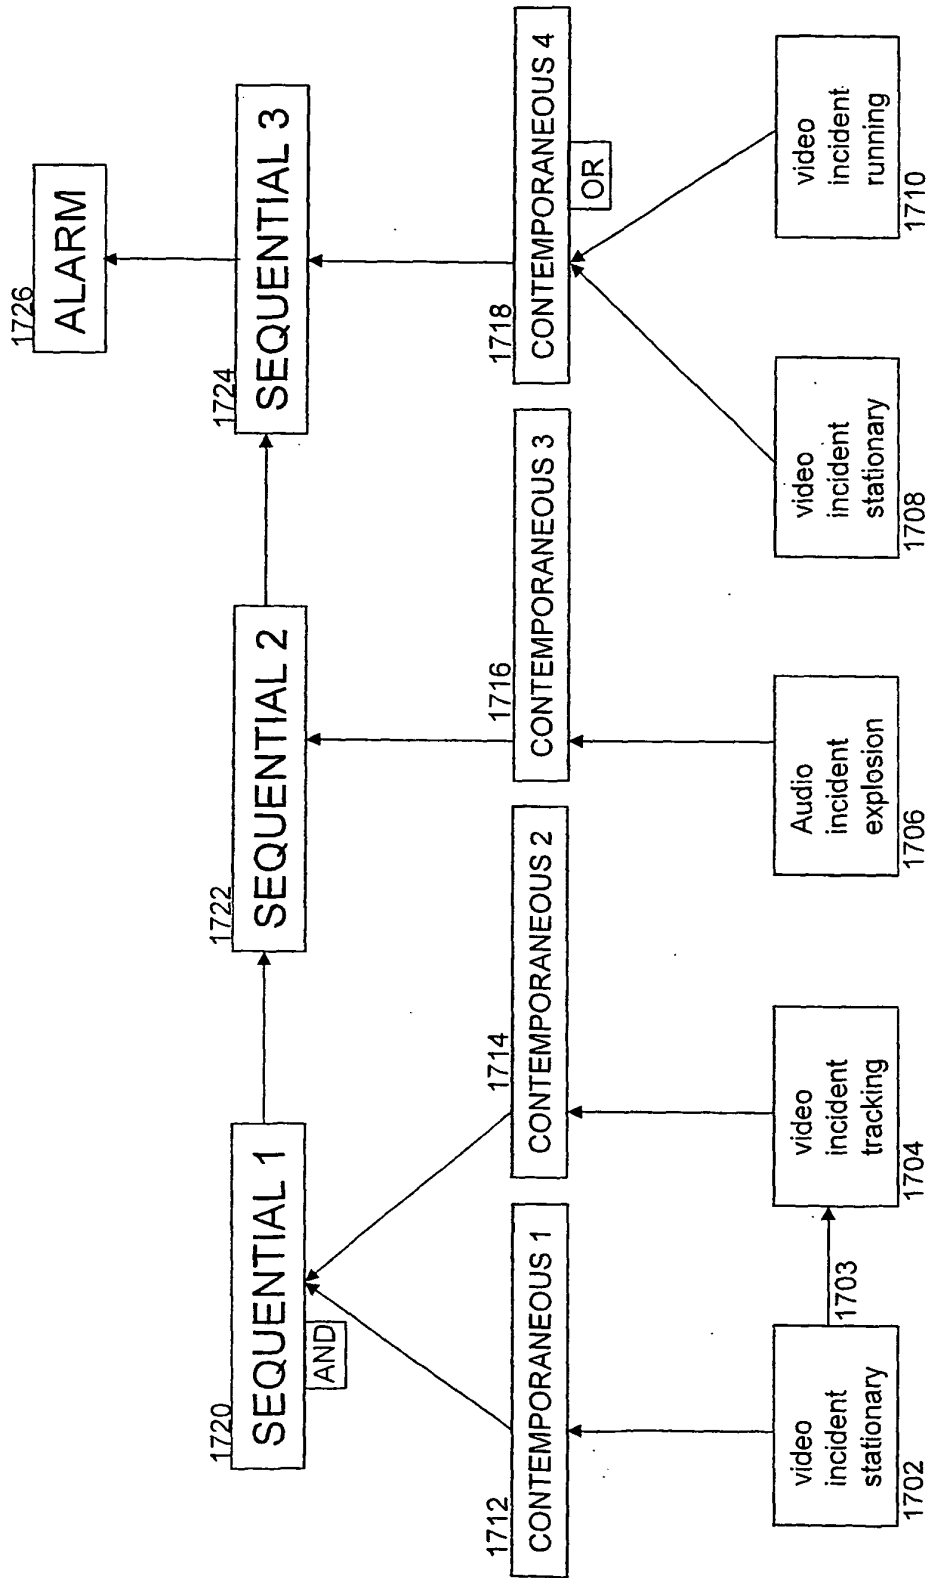 1726
ALARM
1720
SEQUENTIAL 1
AND
1722
SEQUENTIAL 2
1724
SEQUENTIAL 3
1712
CONTEMPORANEOUS 1
1714
CONTEMPORANEOUS 2
1716
CONTEMPORANEOUS 3
1718
CONTEMPORANEOUS 4
OR
video
incident
stationary
1702
1703
video
incident
tracking
1704
Audio
incident
explosion
1706
video
incident
stationary
1708
video
incident
running
1710